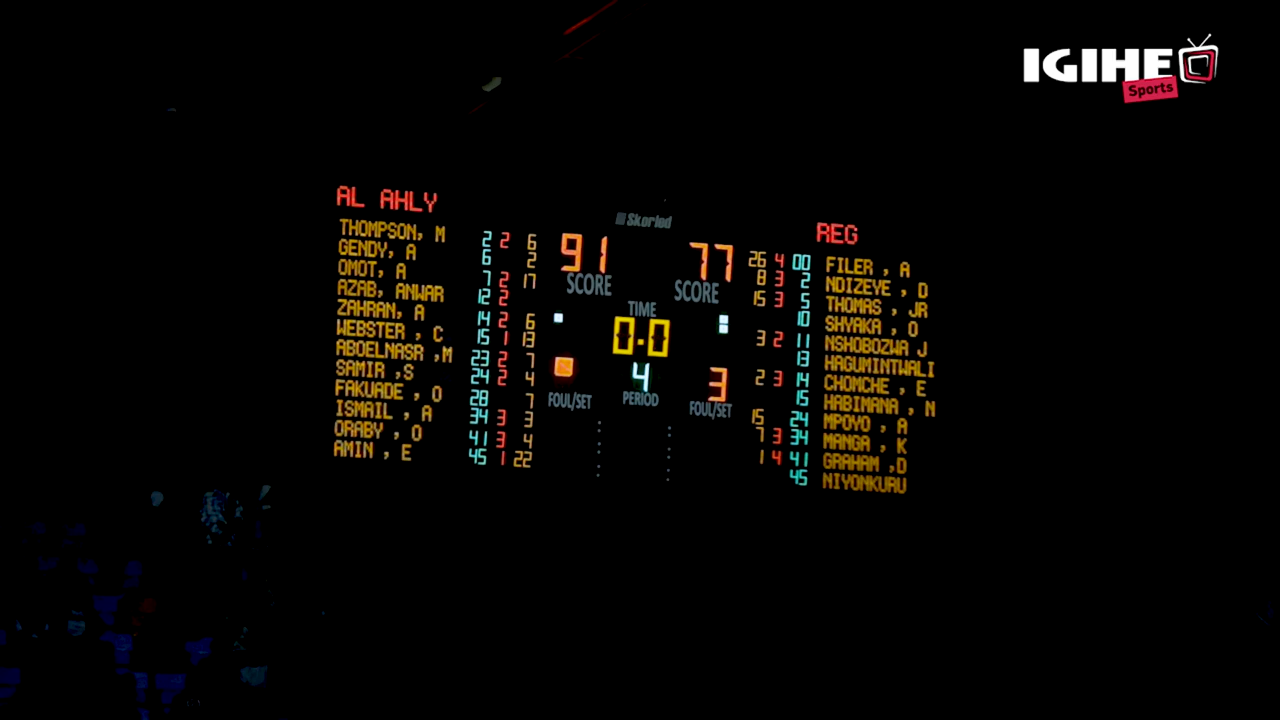 IGIHE
Sports
AL AHLY
THOMPSON, M 2 2 6
GENDY, A 6 2
OMOT, A 7 2 17
AZAB, ANWAR 12 2
ZAHRAN, A 14 2 6
WEBSTER , C 15 1 13
ABOELNASR ,M 23 2 7
SAMIR ,S 24 2 4
FAKUADE , O 28 7
ISMAIL , A 34 3 3
ORABY , O 41 3 4
AMIN , E 45 1 22
Skorled
91 77
SCORE SCORE
TIME
0.0
4 3
FOUL/SET PERIOD FOUL/SET
REG
26 4 00 FILER , A
8 3 2 NDIZEYE , D
15 3 5 THOMAS , JR
10 SHYAKA , O
3 2 11 NSHOBOZWA J
13 HAGUMINTWALI
2 3 14 CHOMCHE , E
15 HABIMANA , N
15 24 MPOYO , A
7 3 34 MANGA , K
1 4 41 GRAHAM ,D
45 NIYONKURU